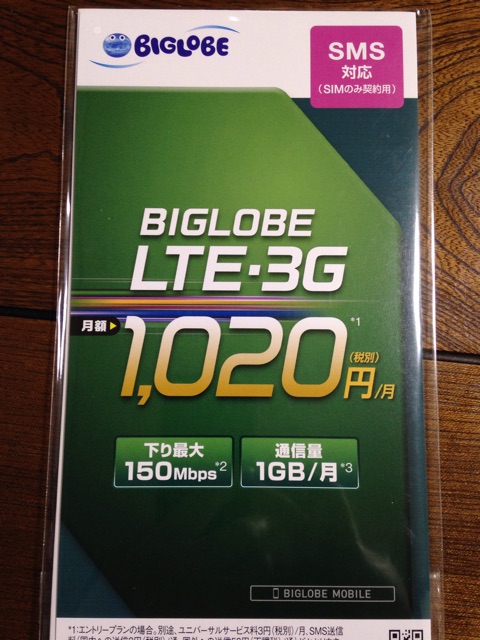 BIGLOBE
SMS
対応
(SIMのみ契約用)
BIGLOBE
LTE・3G
月額 1,020円/月 (税別) *1
下り最大
150Mbps*2
通信量
1GB/月*3
BIGLOBE MOBILE
*1:エントリープランの場合。別途、ユニバーサルサービス料3円(税別)/月、SMS送信